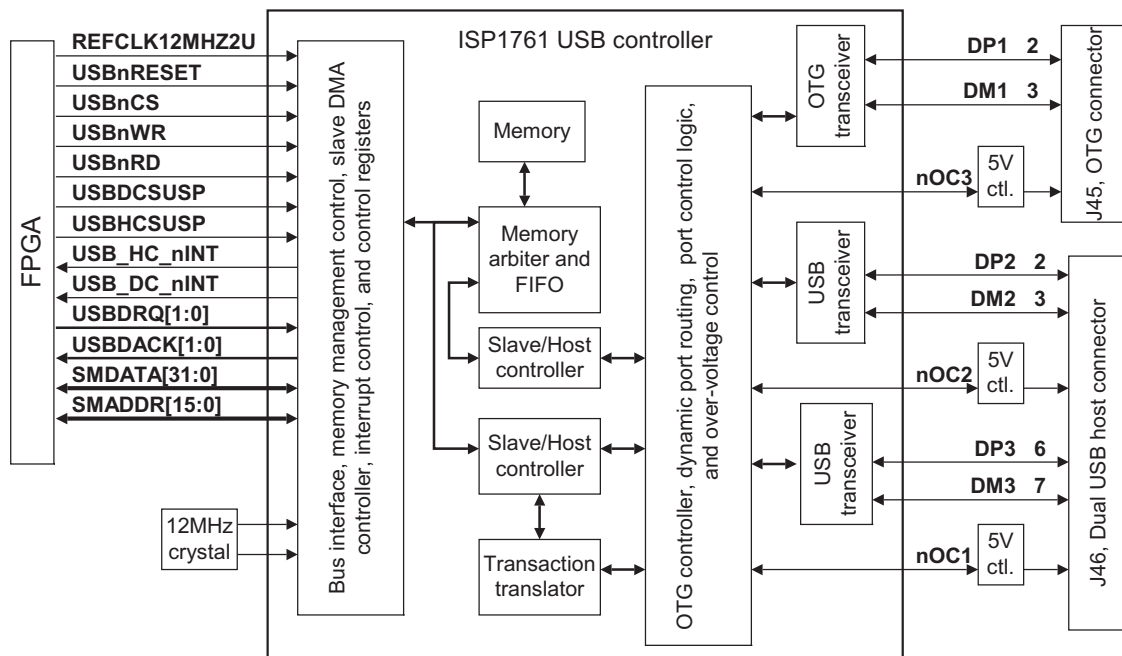 ISP1761 USB controller
FPGA
REFCLK12MHZ2U
USBnRESET
USBnCS
USBnWR
USBnRD
USBDCSUSP
USBHCSUSP
USB_HC_nINT
USB_DC_nINT
USBDRQ[1:0]
USBDACK[1:0]
SMDATA[31:0]
SMADDR[15:0]
12MHz
crystal
Bus interface, memory management control, slave DMA
controller, interrupt control, and control registers
Memory
Memory
arbiter and
FIFO
Slave/Host
controller
Slave/Host
controller
Transaction
translator
OTG controller, dynamic port routing, port control logic,
and over-voltage control
OTG
transceiver
USB
transceiver
USB
transceiver
DP1 2
DM1 3
nOC3
5V
ctl.
J45, OTG connector
DP2 2
DM2 3
nOC2
5V
ctl.
DP3 6
DM3 7
nOC1
5V
ctl.
J46, Dual USB host connector